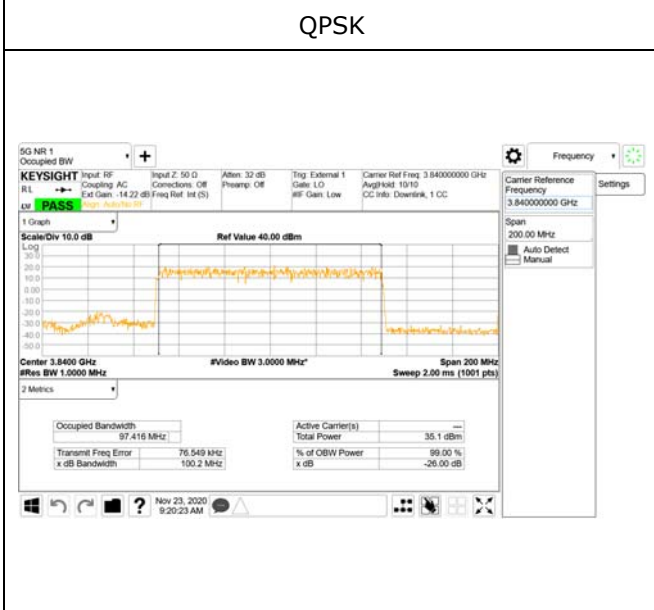 QPSK
5G NR 1
Occupied BW
Frequency
KEYSIGHT
Input: RF
Input Z: 50 Ω
Atten: 32 dB
Trig: External 1
Carrier Ref Freq: 3.840000000 GHz
RL
Coupling: AC
Corrections: Off
Preamp: Off
Gate: LO
Avg|Hold: 10/10
Ext Gain: -14.22 dB
Freq Ref: Int (S)
#IF Gain: Low
CC Info: Downlink, 1 CC
PASS
Align: Auto/No RF
Carrier Reference
Frequency
3.840000000 GHz
Settings
Span
200.00 MHz
Auto Detect
Manual
1 Graph
Scale/Div 10.0 dB
Ref Value 40.00 dBm
Log
30.0
20.0
10.0
0.00
-10.0
-20.0
-30.0
-40.0
-50.0
Center 3.8400 GHz
#Video BW 3.0000 MHz*
Span 200 MHz
#Res BW 1.0000 MHz
Sweep 2.00 ms (1001 pts)
2 Metrics
Occupied Bandwidth
97.416 MHz
Active Carrier(s)
—
Total Power
35.1 dBm
Transmit Freq Error
76.549 kHz
% of OBW Power
99.00 %
x dB Bandwidth
100.2 MHz
x dB
-26.00 dB
?
Nov 23, 2020
9:20:23 AM